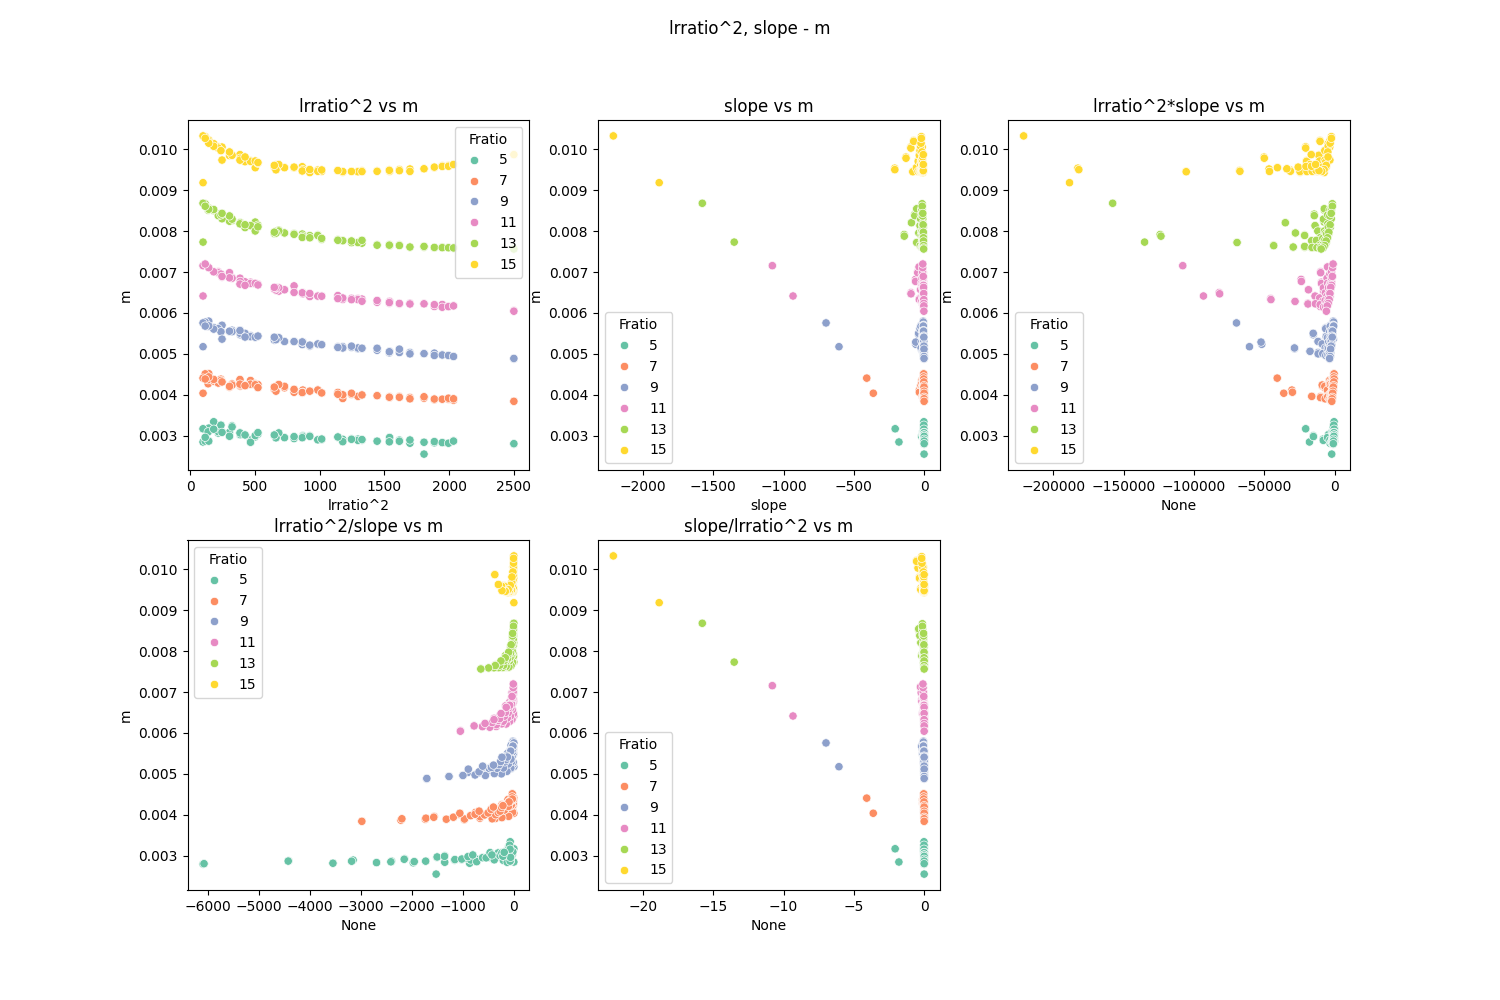 lrratio^2, slope - m
lrratio^2 vs m
m
0.010
0.009
0.008
0.007
0.006
0.005
0.004
0.003
0 500 1000 1500 2000 2500
lrratio^2
Fratio
5
7
9
11
13
15
slope vs m
m
0.010
0.009
0.008
0.007
0.006
0.005
0.004
0.003
−2000 −1500 −1000 −500 0
slope
Fratio
5
7
9
11
13
15
lrratio^2*slope vs m
m
0.010
0.009
0.008
0.007
0.006
0.005
0.004
0.003
−200000 −150000 −100000 −50000 0
None
Fratio
5
7
9
11
13
15
lrratio^2/slope vs m
m
0.010
0.009
0.008
0.007
0.006
0.005
0.004
0.003
−6000 −5000 −4000 −3000 −2000 −1000 0
None
Fratio
5
7
9
11
13
15
slope/lrratio^2 vs m
m
0.010
0.009
0.008
0.007
0.006
0.005
0.004
0.003
−20 −15 −10 −5 0
None
Fratio
5
7
9
11
13
15